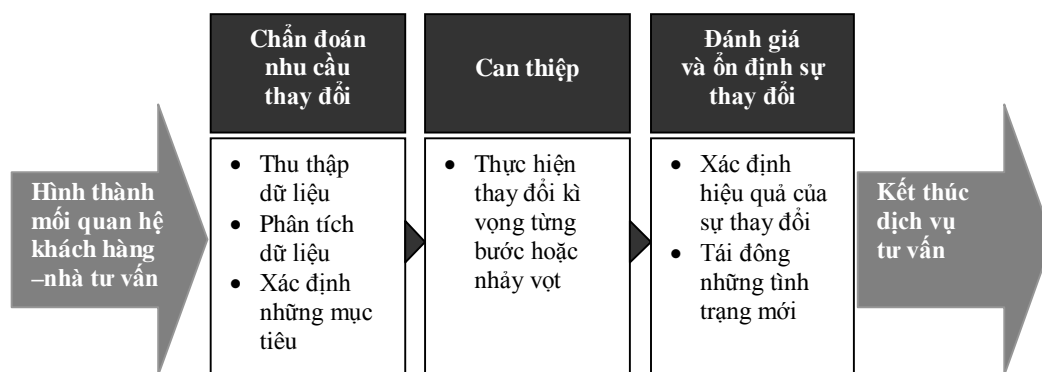 Hình thành
mối quan hệ
khách hàng
–nhà tư vấn
Chẩn đoán
nhu cầu
thay đổi
• Thu thập
dữ liệu
• Phân tích
dữ liệu
• Xác định
những mục
tiêu
Can thiệp
• Thực hiện
thay đổi kì
vọng từng
bước hoặc
nhảy vọt
Đánh giá
và ổn định sự
thay đổi
• Xác định
hiệu quả của
sự thay đổi
• Tái đông
những tình
trạng mới
Kết thúc
dịch vụ
tư vấn